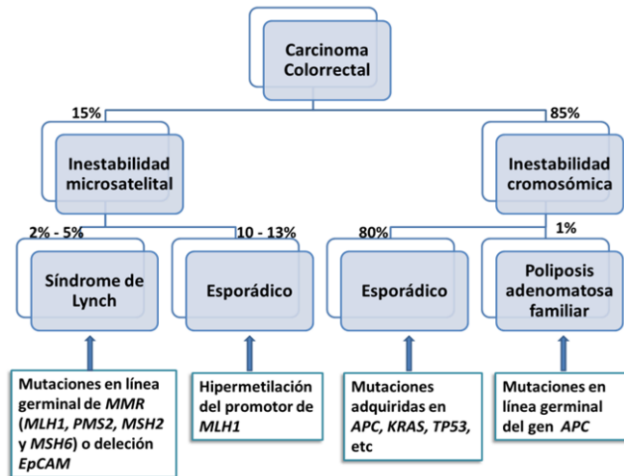 Carcinoma
Colorrectal
15%
85%
Inestabilidad
microsatelital
Inestabilidad
cromosómica
2% - 5%
10 - 13%
80%
1%
Síndrome de
Lynch
Esporádico
Esporádico
Poliposis
adenomatosa
familiar
Mutaciones en línea
germinal de MMR
(MLH1, PMS2, MSH2
y MSH6) o deleción
EpCAM
Hipermetilación
del promotor de
MLH1
Mutaciones
adquiridas en
APC, KRAS, TP53,
etc
Mutaciones en
línea germinal
del gen APC